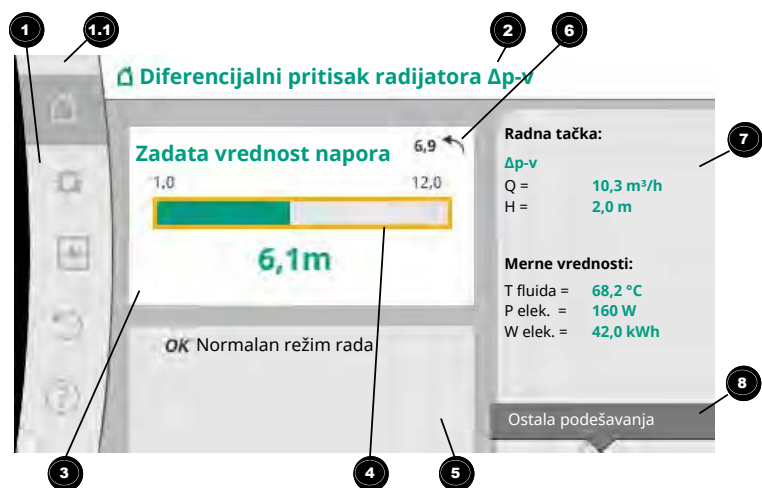 1
1.1
2
6
Diferencijalni pritisak radijatora Δp-v
Zadata vrednost napora
6,9
1,0
12,0
6,1m
OK Normalan režim rada
Radna tačka:
Δp-v
Q = 10,3 m³/h
H = 2,0 m
Merne vrednosti:
T fluida = 68,2 °C
P elek. = 160 W
W elek. = 42,0 kWh
7
Ostala podešavanja
8
3
4
5